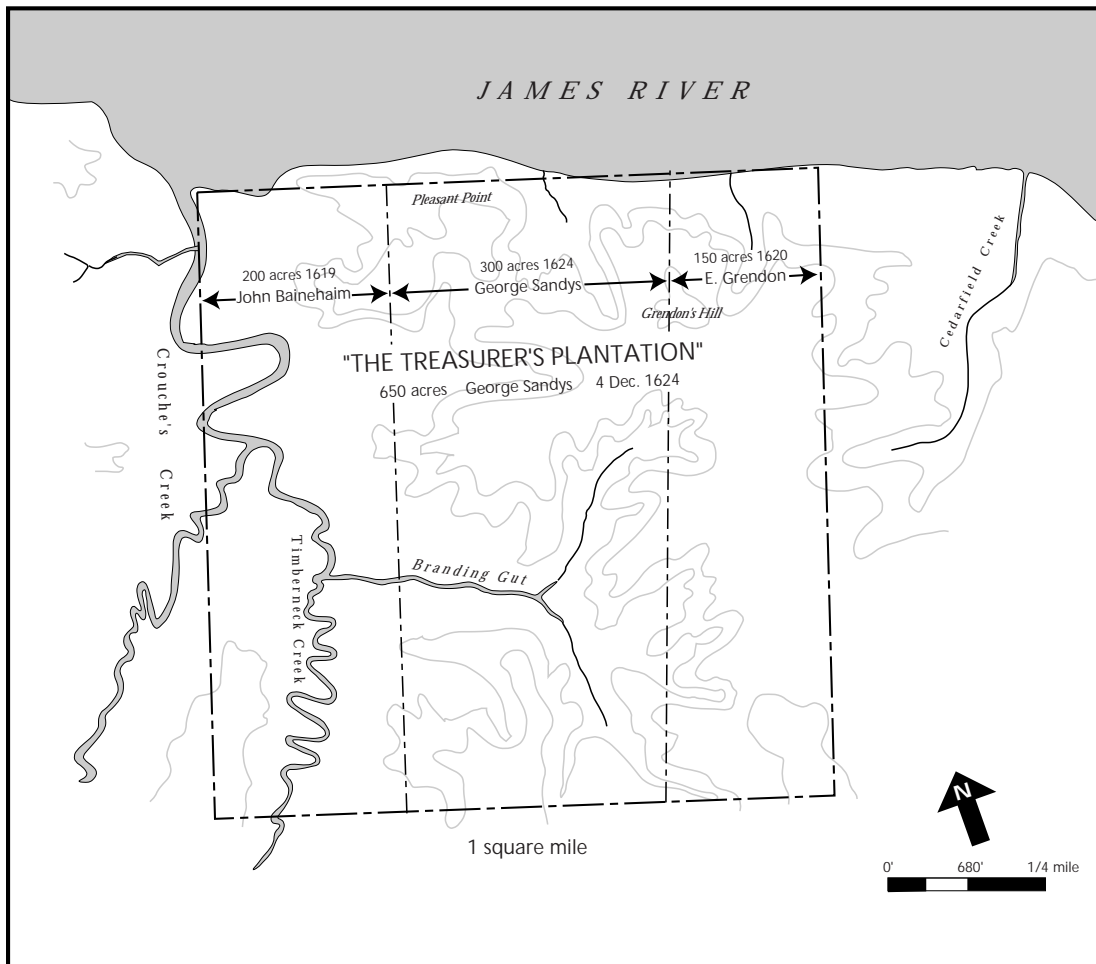 JAMES RIVER
Pleasant Point
200 acres 1619
John Bainehaim
300 acres 1624
George Sandys
150 acres 1620
E. Grendon
Grendon's Hill
Cedarfield Creek
"THE TREASURER'S PLANTATION"
650 acres George Sandys 4 Dec. 1624
Crouche's Creek
Timberneck Creek
Branding Gut
1 square mile
N
0' 680' 1/4 mile